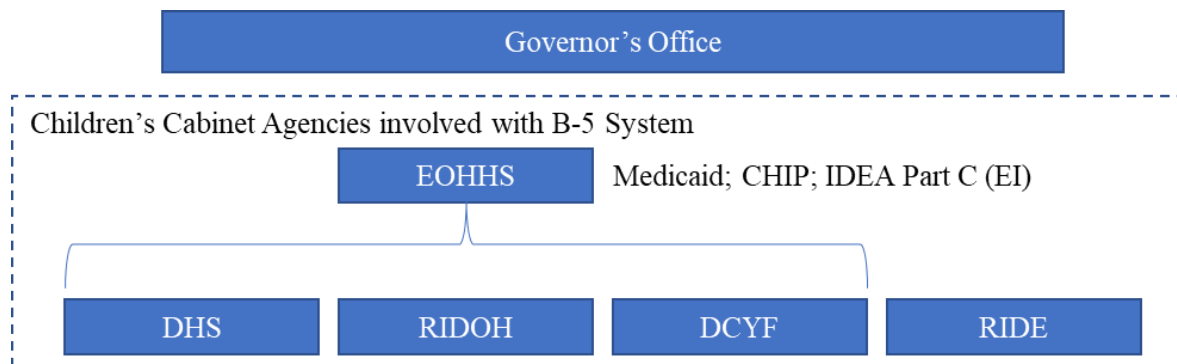 Governor’s Office
Children’s Cabinet Agencies involved with B-5 System
EOHHS
Medicaid; CHIP; IDEA Part C (EI)
DHS
RIDOH
DCYF
RIDE